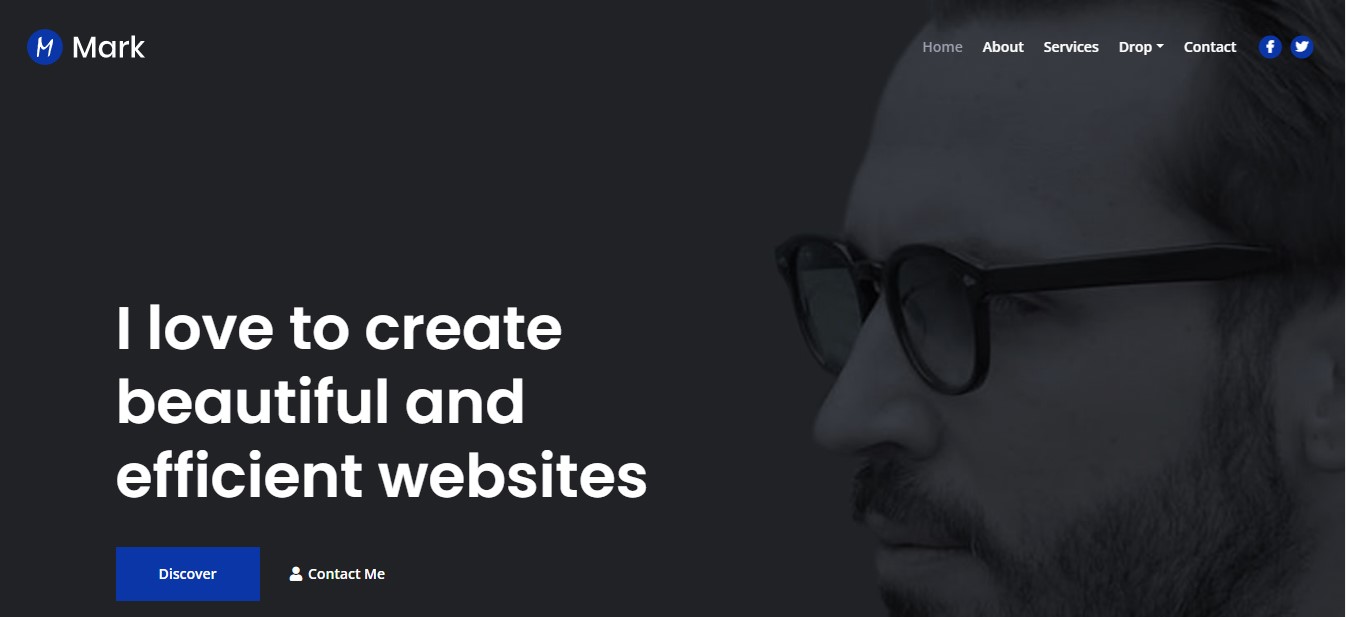 M Mark
Home About Services Drop Contact
I love to create
beautiful and
efficient websites
Discover Contact Me